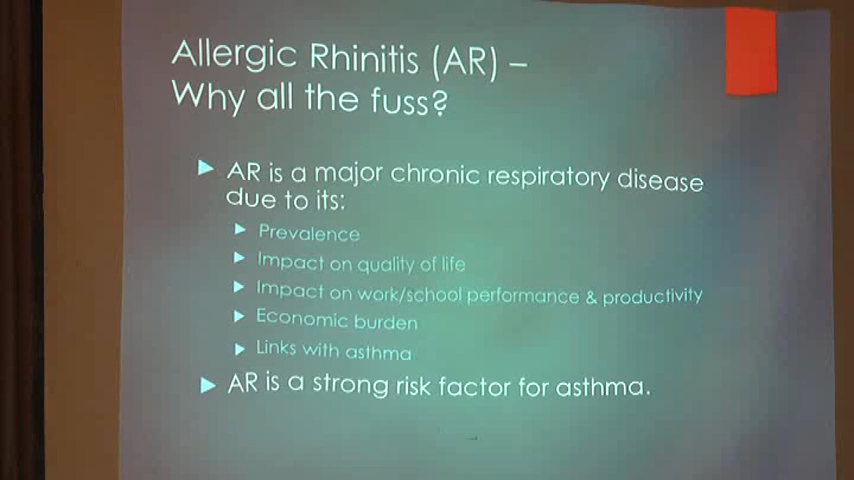 Allergic Rhinitis (AR) –
Why all the fuss?
AR is a major chronic respiratory disease
due to its:
Prevalence
Impact on quality of life
Impact on work/school performance & productivity
Economic burden
Links with asthma
AR is a strong risk factor for asthma.